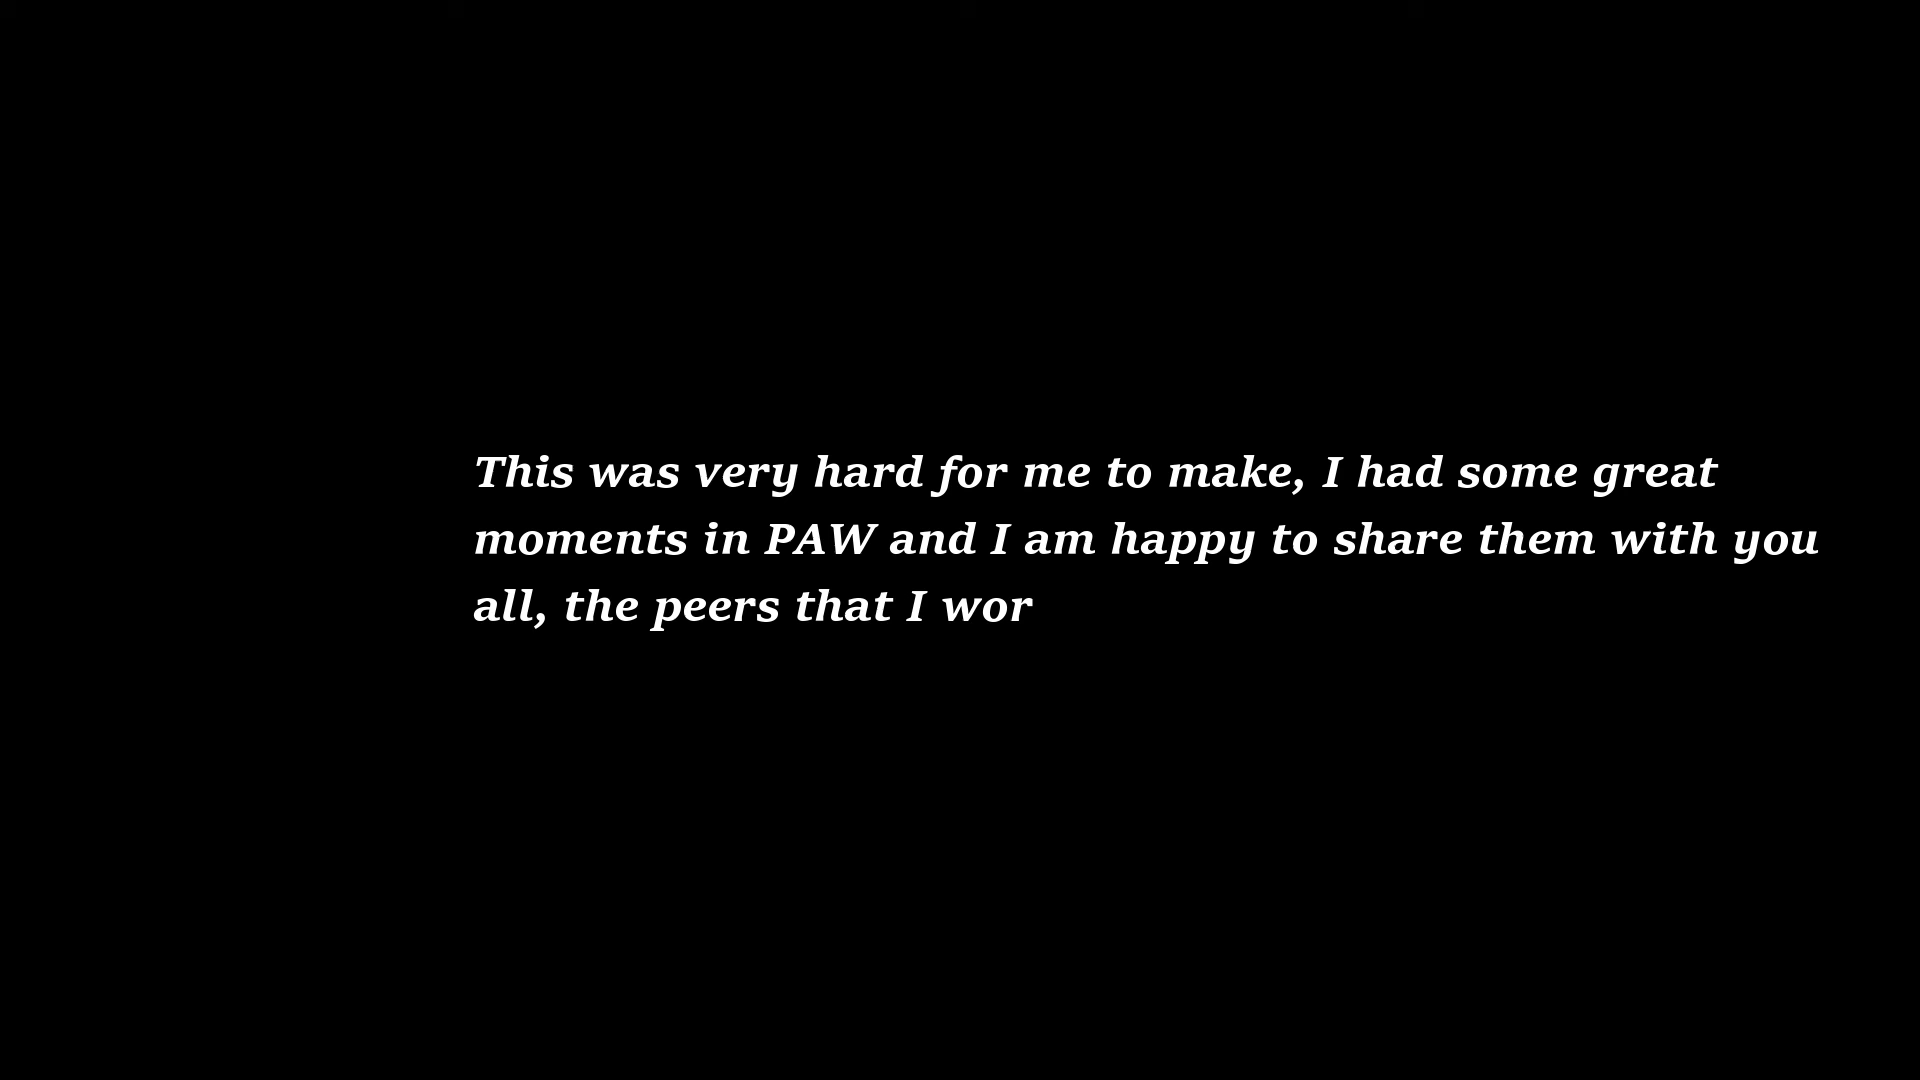 This was very hard for me to make, I had some great
moments in PAW and I am happy to share them with you
all, the peers that I wor